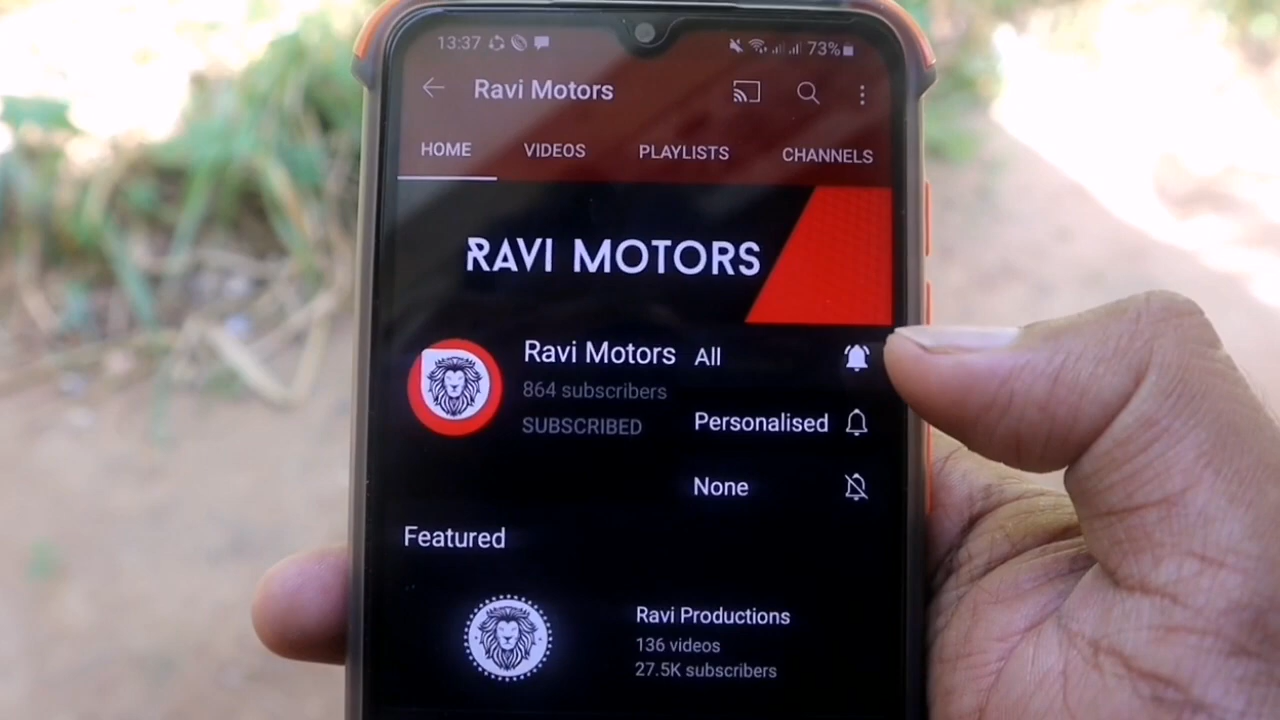 13:37 73%
Ravi Motors
HOME VIDEOS PLAYLISTS CHANNELS
RAVI MOTORS
Ravi Motors All
864 subscribers
SUBSCRIBED Personalised
None
Featured
Ravi Productions
136 videos
27.5K subscribers